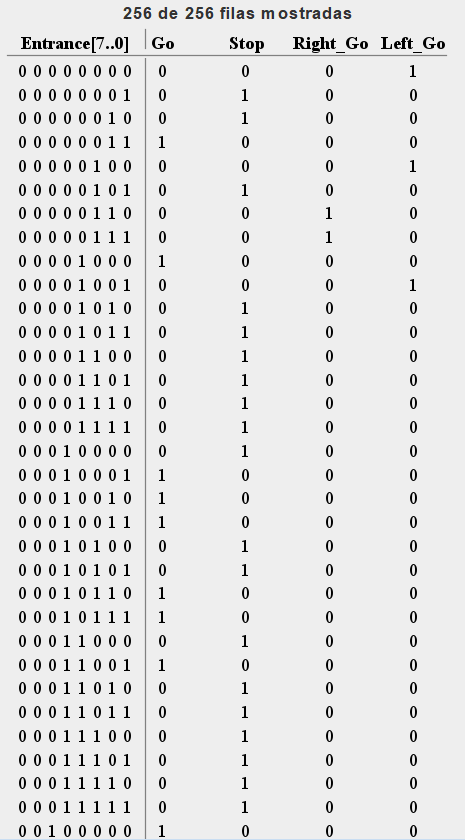 256 de 256 filas mostradas
Entrance[7..0] Go Stop Right_Go Left_Go
0 0 0 0 0 0 0 0 0 0 0 1
0 0 0 0 0 0 0 1 0 1 0 0
0 0 0 0 0 0 1 0 0 1 0 0
0 0 0 0 0 0 1 1 1 0 0 0
0 0 0 0 0 1 0 0 0 0 0 1
0 0 0 0 0 1 0 1 0 1 0 0
0 0 0 0 0 1 1 0 0 0 1 0
0 0 0 0 0 1 1 1 0 0 1 0
0 0 0 0 1 0 0 0 1 0 0 0
0 0 0 0 1 0 0 1 0 0 0 1
0 0 0 0 1 0 1 0 0 1 0 0
0 0 0 0 1 0 1 1 0 1 0 0
0 0 0 0 1 1 0 0 0 1 0 0
0 0 0 0 1 1 0 1 0 1 0 0
0 0 0 0 1 1 1 0 0 1 0 0
0 0 0 0 1 1 1 1 0 1 0 0
0 0 0 1 0 0 0 0 0 1 0 0
0 0 0 1 0 0 0 1 1 0 0 0
0 0 0 1 0 0 1 0 1 0 0 0
0 0 0 1 0 0 1 1 1 0 0 0
0 0 0 1 0 1 0 0 0 1 0 0
0 0 0 1 0 1 0 1 0 1 0 0
0 0 0 1 0 1 1 0 1 0 0 0
0 0 0 1 0 1 1 1 1 0 0 0
0 0 0 1 1 0 0 0 0 1 0 0
0 0 0 1 1 0 0 1 1 0 0 0
0 0 0 1 1 0 1 0 0 1 0 0
0 0 0 1 1 0 1 1 0 1 0 0
0 0 0 1 1 1 0 0 0 1 0 0
0 0 0 1 1 1 0 1 0 1 0 0
0 0 0 1 1 1 1 0 0 1 0 0
0 0 0 1 1 1 1 1 0 1 0 0
0 0 1 0 0 0 0 0 1 0 0 0